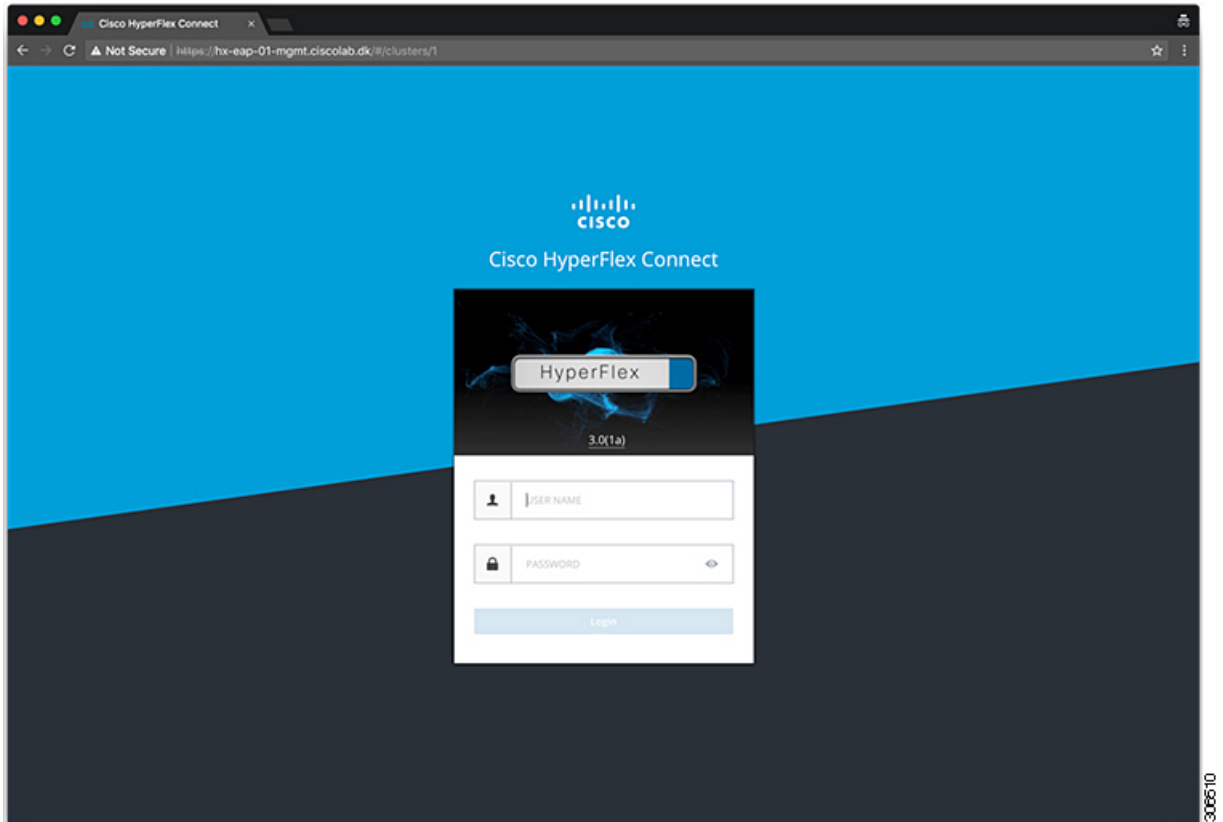 Cisco HyperFlex Connect
Not Secure | https://hx-eap-01-mgmt.ciscolab.dk/#/clusters/1
CISCO
Cisco HyperFlex Connect
HyperFlex
3.0(1a)
USER NAME
PASSWORD
Login
306510